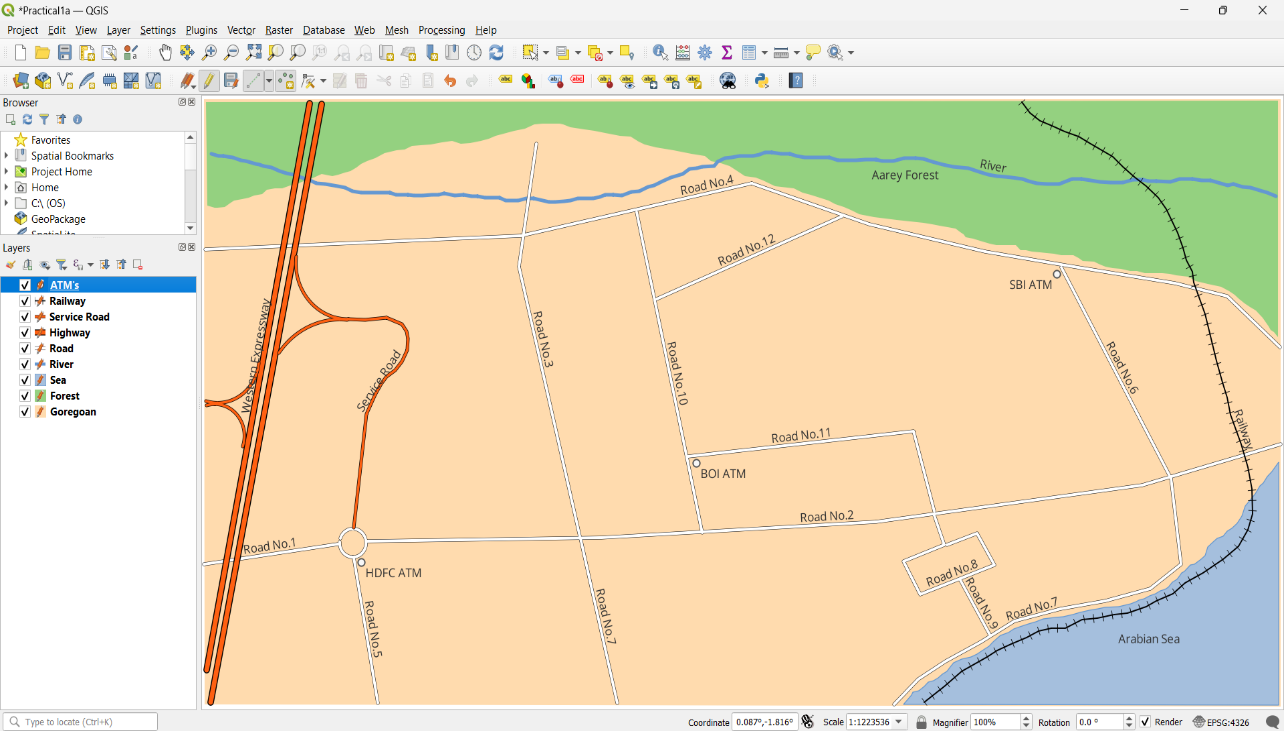 *Practical1a — QGIS
Project Edit View Layer Settings Plugins Vector Raster Database Web Mesh Processing Help
Browser
Favorites
Spatial Bookmarks
Project Home
Home
C:\ (OS)
GeoPackage
Layers
ATM's
Railway
Service Road
Highway
Road
River
Sea
Forest
Goregoan
River
Aarey Forest
Road No.4
Road No.12
SBI ATM
Western Expressway
Road No.3
Service Road
Road No.10
Road No.6
Railway
Road No.11
BOI ATM
Road No.2
Road No.1
HDFC ATM
Road No.8
Road No.9
Road No.7
Road No.5
Road No.7
Arabian Sea
Type to locate (Ctrl+K) Coordinate 0.087°,-1.816° Scale 1:1223536 Magnifier 100% Rotation 0.0 ° Render EPSG:4326